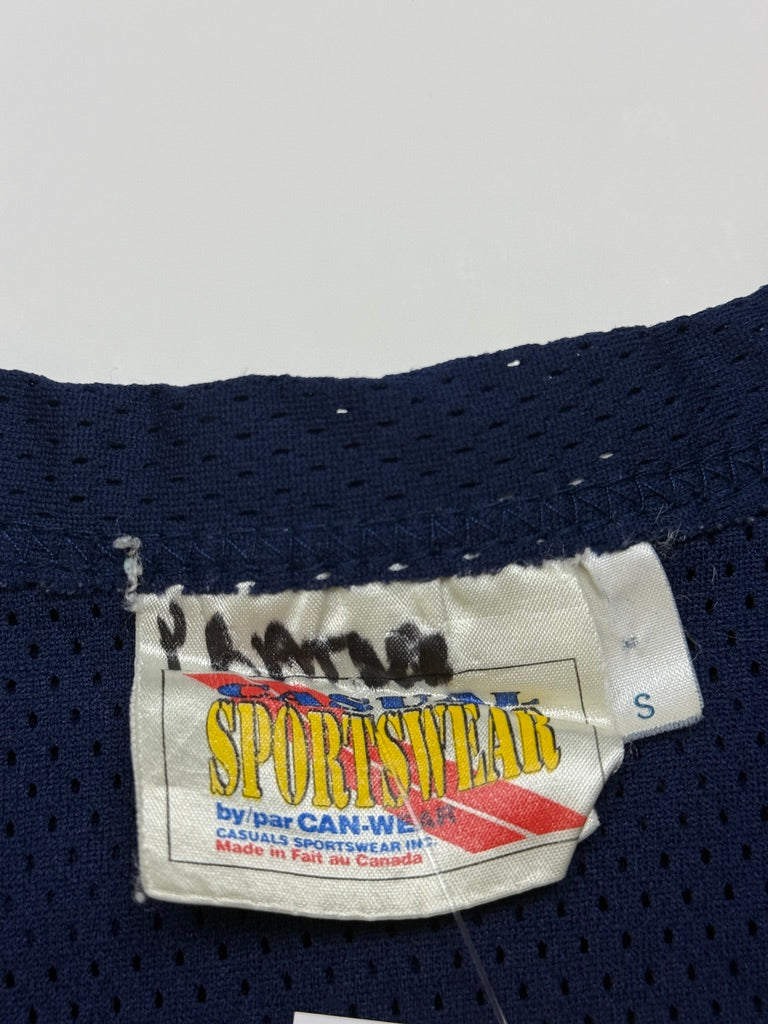 CASUAL
SPORTSWEAR
by/par CAN-WEAR
CASUALS SPORTSWEAR INC.
Made in Fait au Canada
S